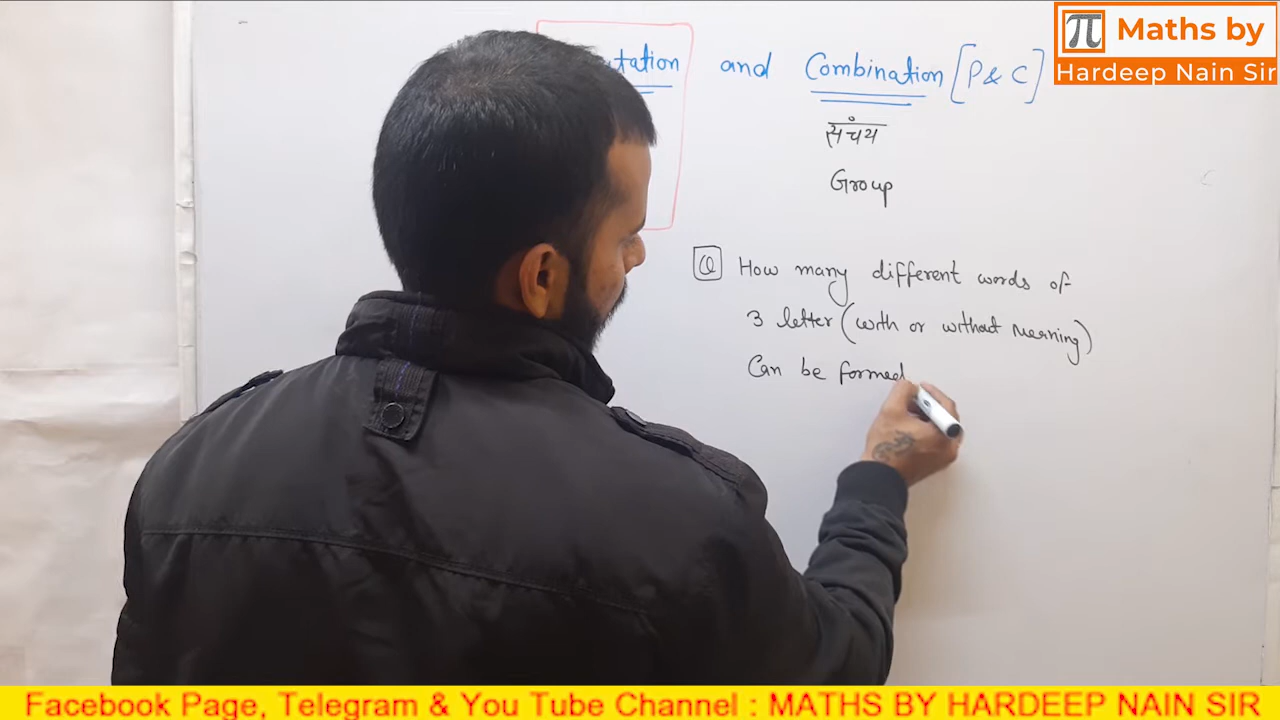 Maths by
Hardeep Nain Sir
and Combination [P & C]
संचय
Group
Q How many different words of
3 letter (with or without meaning)
Can be formed
Facebook Page, Telegram & You Tube Channel : MATHS BY HARDEEP NAIN SIR